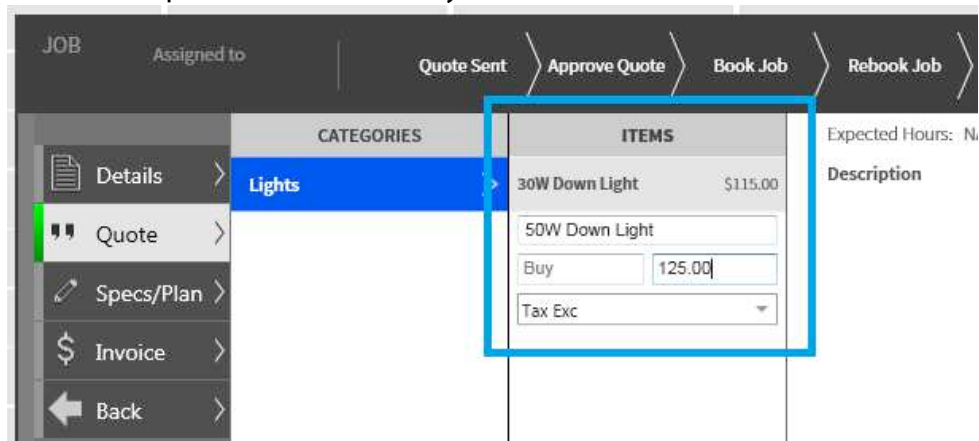 JOB
Assigned to
Quote Sent
Approve Quote
Book Job
Rebook Job
Details
Quote
Specs/Plan
Invoice
Back
CATEGORIES
Lights
ITEMS
30W Down Light $115.00
50W Down Light
Buy 125.00
Tax Exc
Expected Hours:
Description